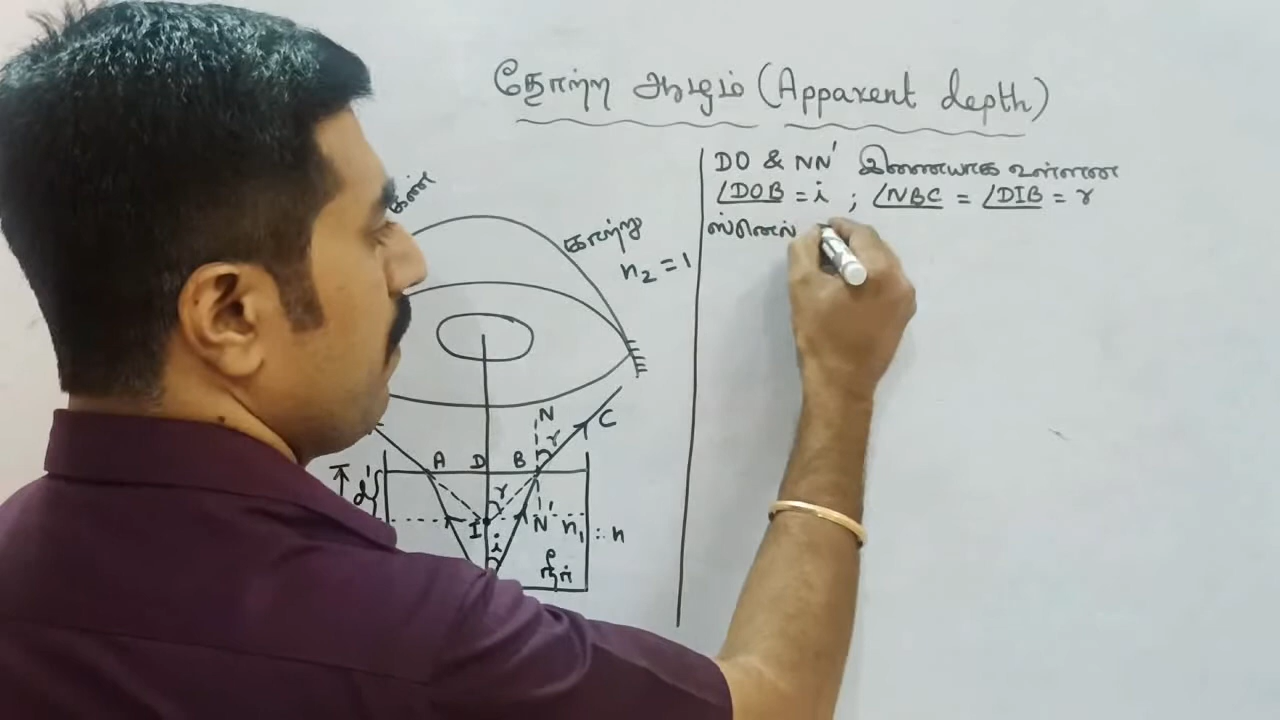 தோற்ற ஆழம் (Apparent depth)
DO & NN' இணையாக உள்ளன
∠DOB = i ; ∠NBC = ∠DIB = r
ஸ்னெல்
கண்
காற்று
n₂ = 1
N
C
r
A D B
d'
r
I N' n₁ = n
i
நீர்